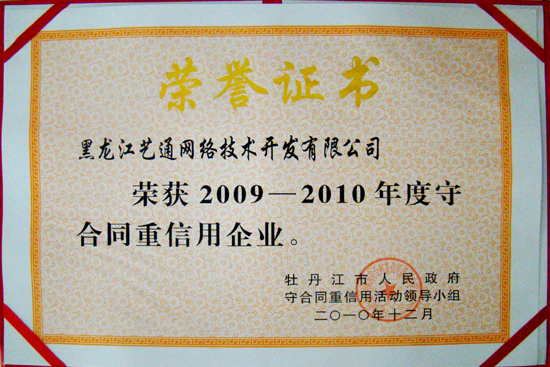 荣誉证书
黑龙江艺通网络技术开发有限公司
荣获2009—2010年度守
合同重信用企业。
牡丹江市人民政府
守合同重信用活动领导小组
二〇一〇年十二月